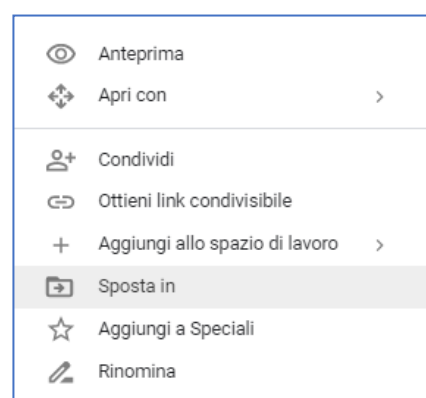 Anteprima
Apri con
Condividi
Ottieni link condivisibile
Aggiungi allo spazio di lavoro
Sposta in
Aggiungi a Speciali
Rinomina